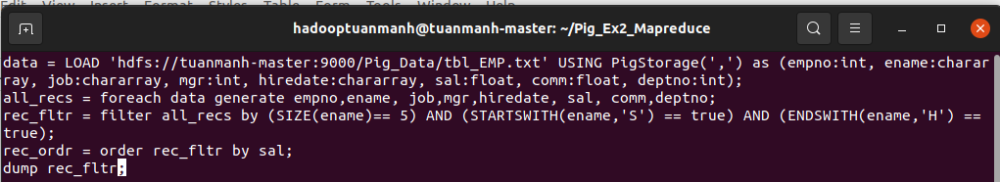 Edit View Insert Format Styles Table Form Tools Window Help
hadooptuanmanh@tuanmanh-master: ~/Pig_Ex2_Mapreduce
data = LOAD 'hdfs://tuanmanh-master:9000/Pig_Data/tbl_EMP.txt' USING PigStorage(',') as (empno:int, ename:charar
ray, job:chararray, mgr:int, hiredate:chararray, sal:float, comm:float, deptno:int);
all_recs = foreach data generate empno,ename, job,mgr,hiredate, sal, comm,deptno;
rec_fltr = filter all_recs by (SIZE(ename)== 5) AND (STARTSWITH(ename,'S') == true) AND (ENDSWITH(ename,'H') ==
true);
rec_ordr = order rec_fltr by sal;
dump rec_fltr;